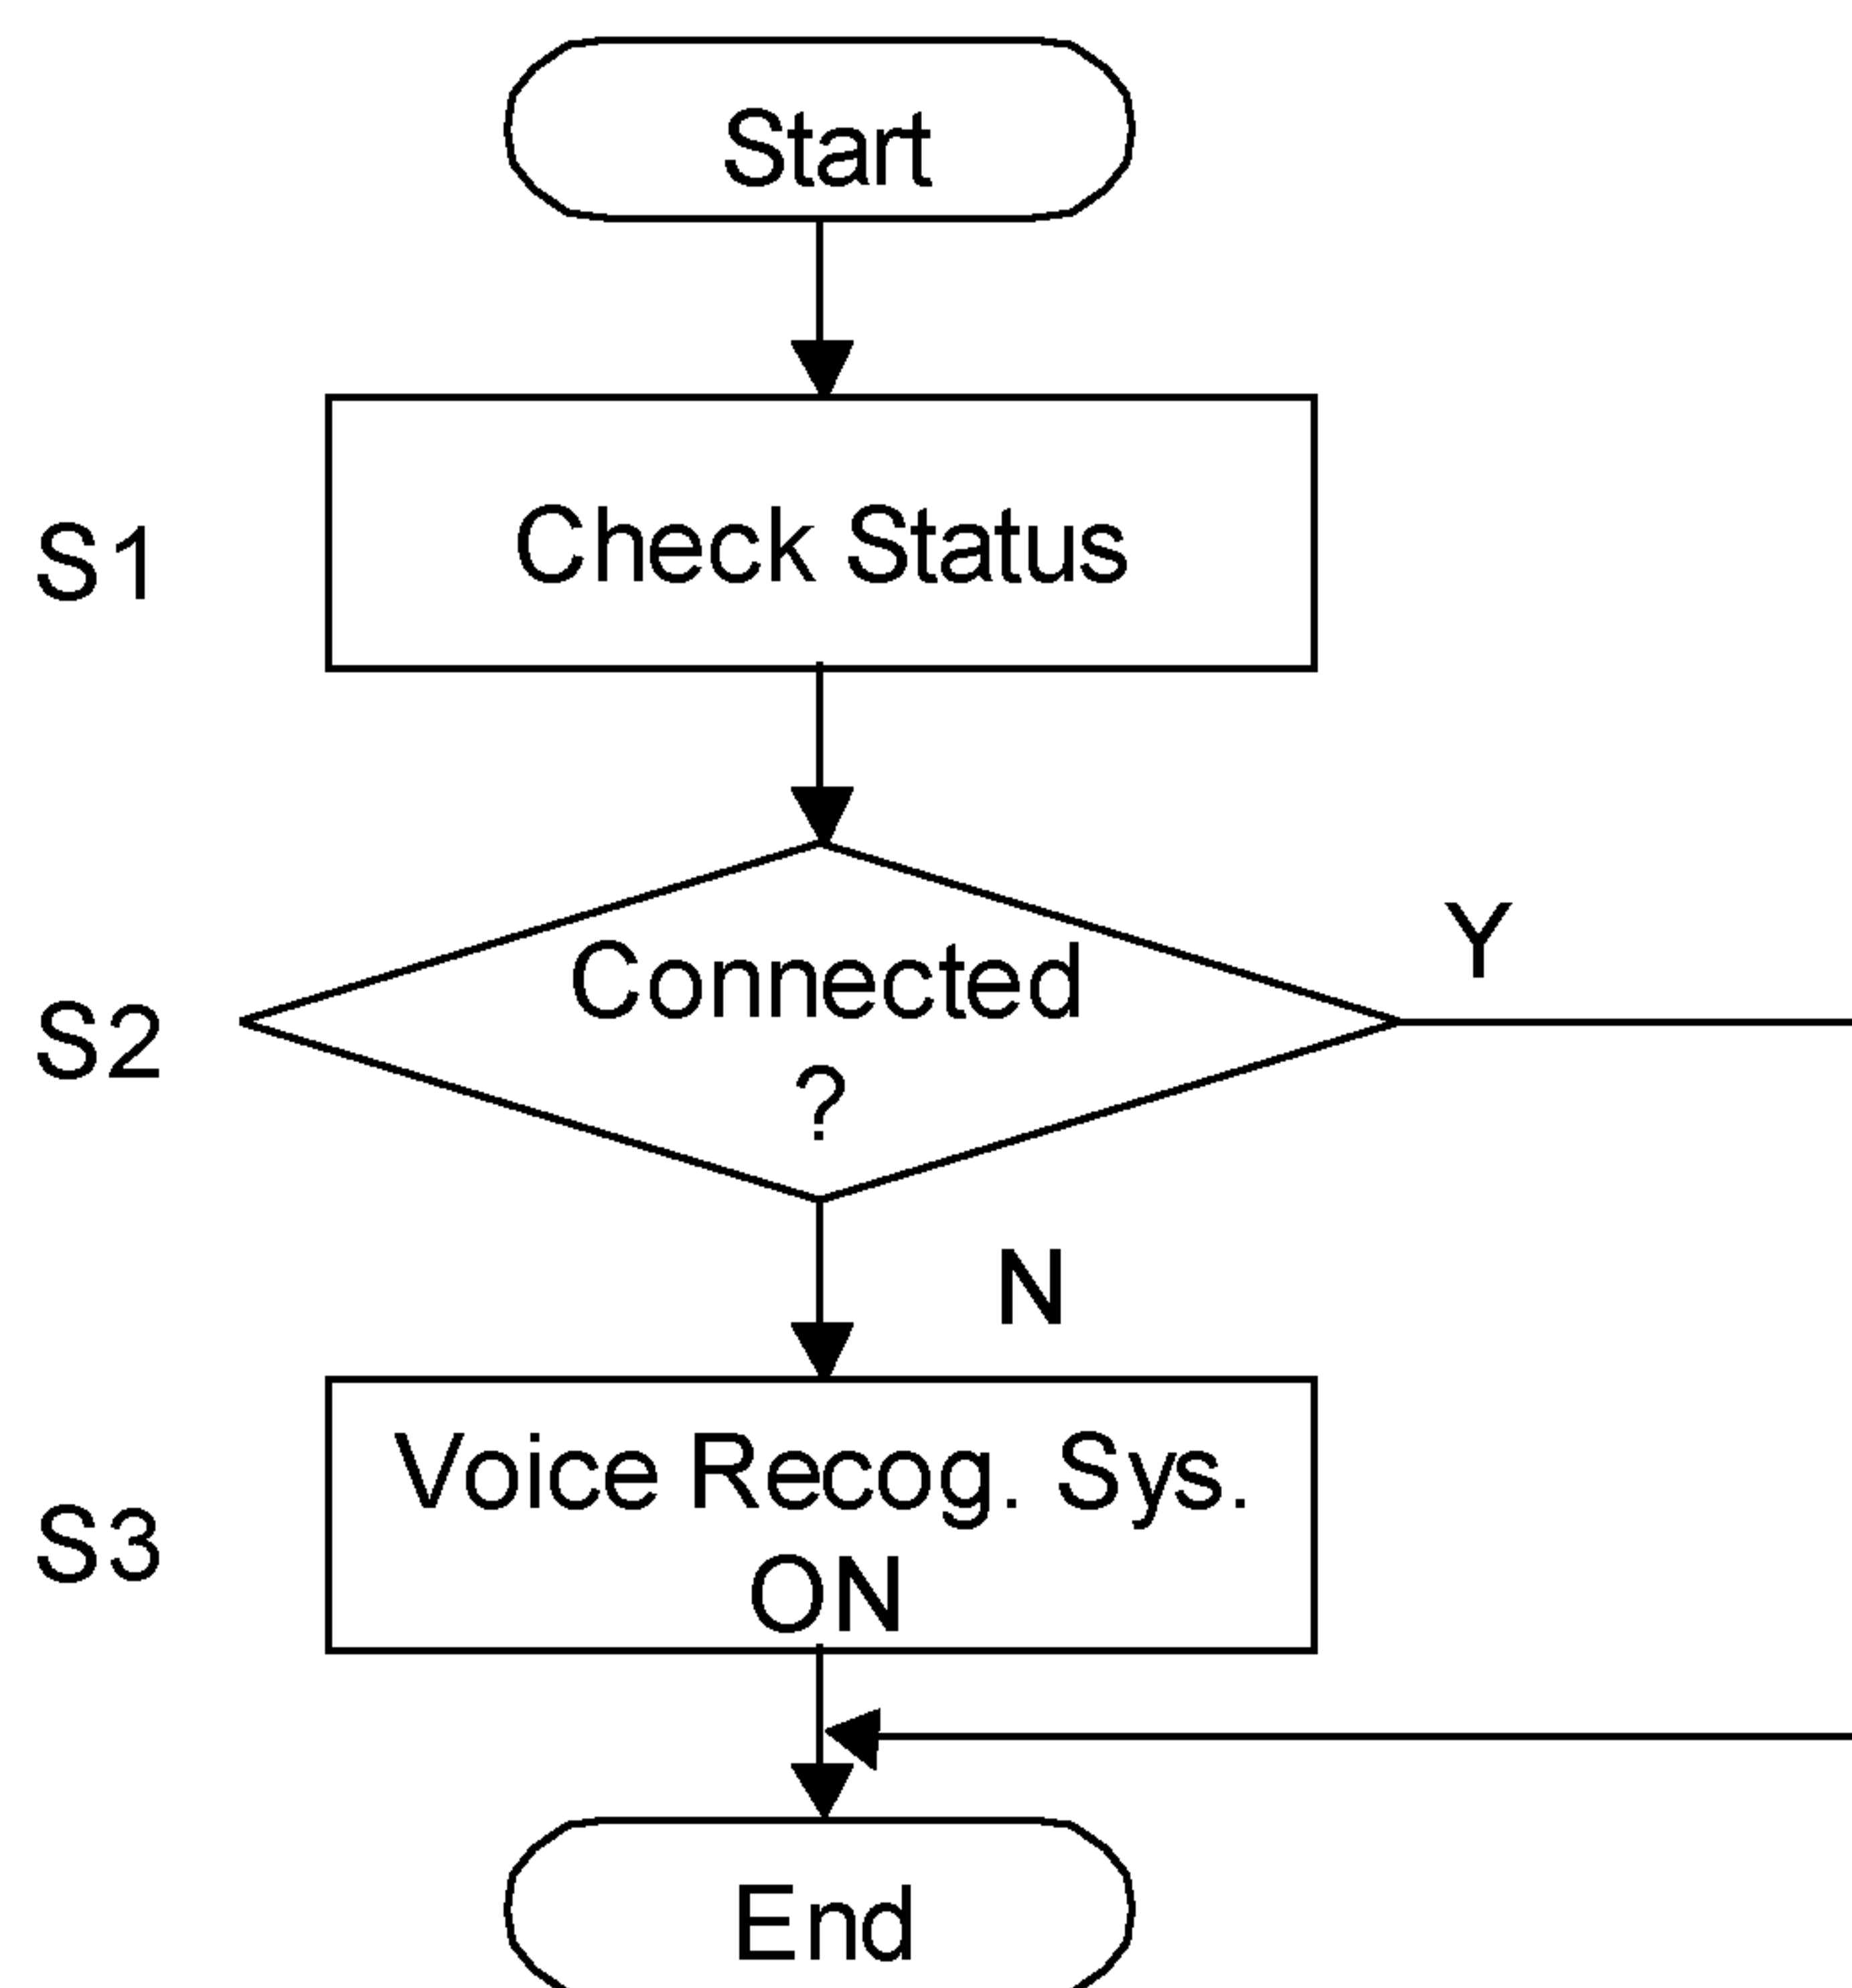 Start
S1
Check Status
S2
Connected
?
Y
N
S3
Voice Recog. Sys.
ON
End